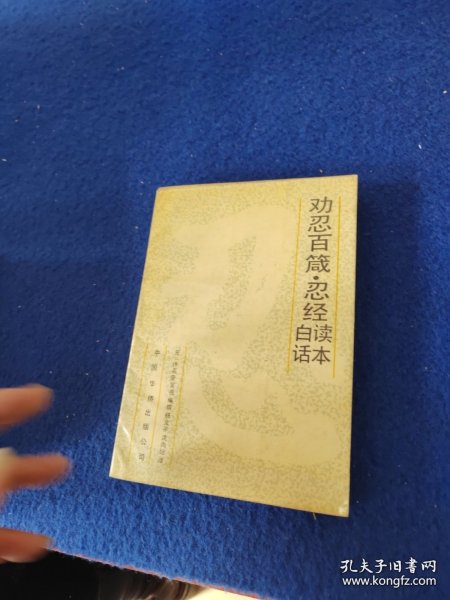 劝忍百箴·忍经
白话
读本
中国华侨出版公司
孔夫子旧书网
www.kongfz.com